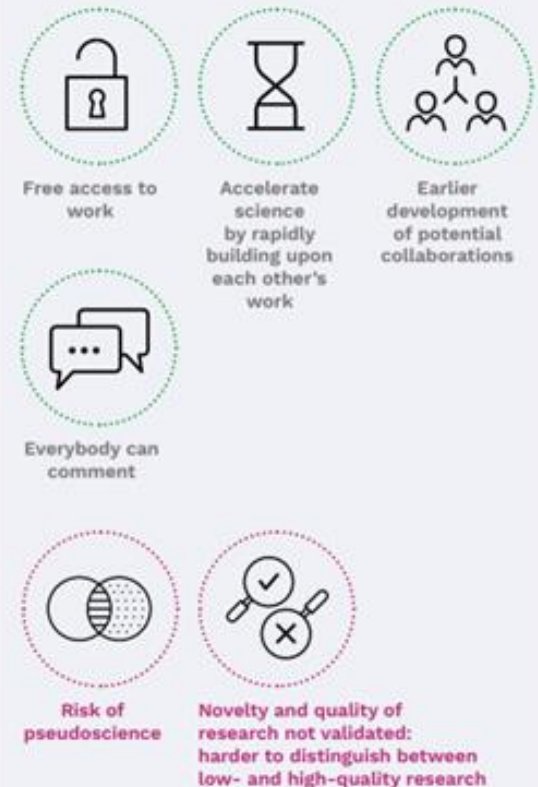 Free access to
work
Accelerate
science
by rapidly
building upon
each other's
work
Earlier
development
of potential
collaborations
Everybody can
comment
Risk of
pseudoscience
Novelty and quality of
research not validated:
harder to distinguish between
low- and high-quality research